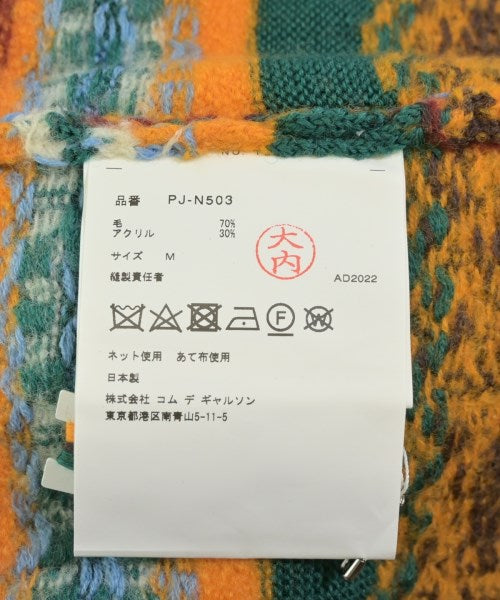 品番 PJ-N503
毛 70%
アクリル 30%
サイズ M
大内
縫製責任者 AD2022
F W
ネット使用 あて布使用
日本製
株式会社 コム デ ギャルソン
東京都港区南青山5-11-5